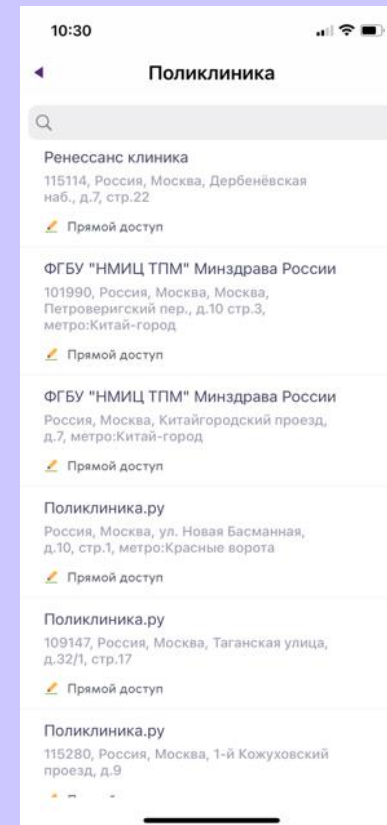 10:30
Поликлиника
Ренессанс клиника
115114, Россия, Москва, Дербенёвская
наб., д.7, стр.22
Прямой доступ
ФГБУ "НМИЦ ТПМ" Минздрава России
101990, Россия, Москва, Москва,
Петроверигский пер., д.10 стр.3,
метро:Китай-город
Прямой доступ
ФГБУ "НМИЦ ТПМ" Минздрава России
Россия, Москва, Китайгородский проезд,
д.7, метро:Китай-город
Прямой доступ
Поликлиника.ру
Россия, Москва, ул. Новая Басманная,
д.10, стр.1, метро:Красные ворота
Прямой доступ
Поликлиника.ру
109147, Россия, Москва, Таганская улица,
д.32/1, стр.17
Прямой доступ
Поликлиника.ру
115280, Россия, Москва, 1-й Кожуховский
проезд, д.9